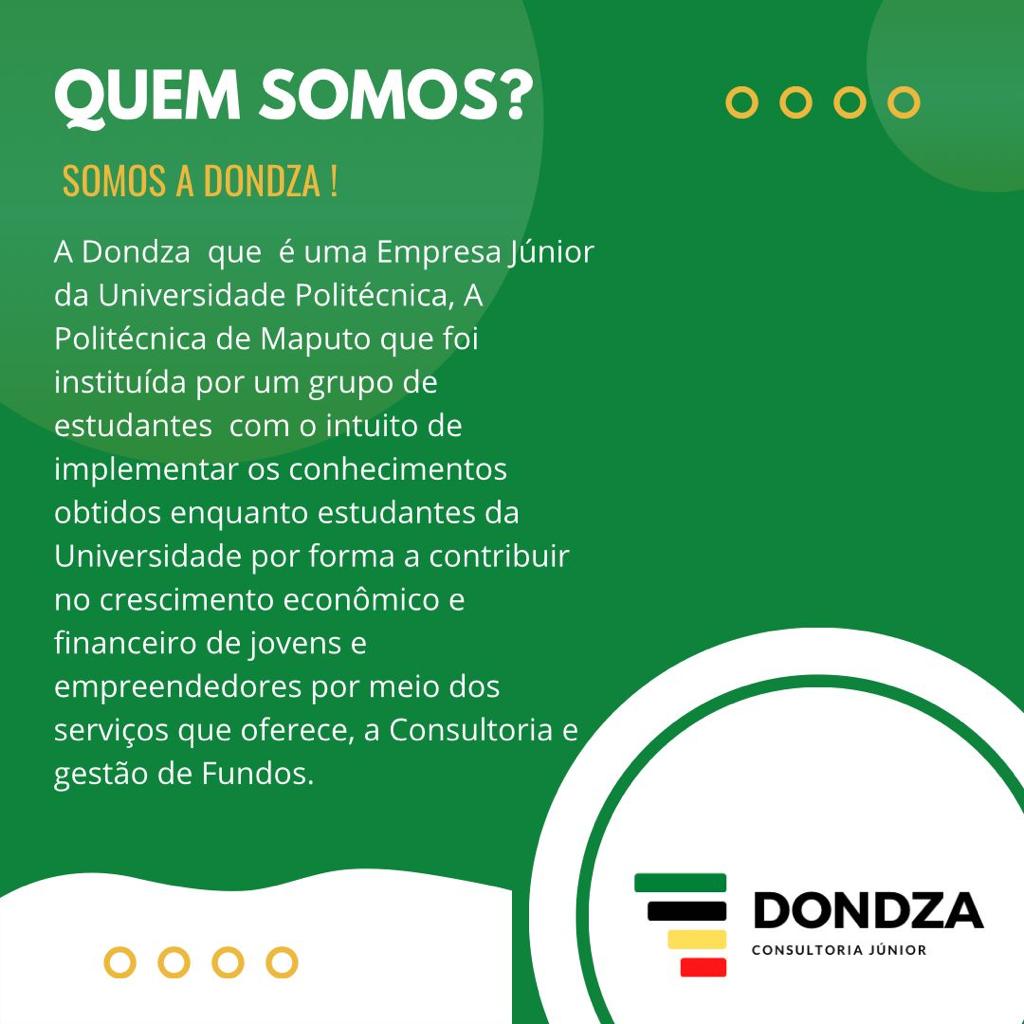 QUEM SOMOS?
SOMOS A DONDZA !
A Dondza  que  é uma Empresa Júnior
da Universidade Politécnica, A
Politécnica de Maputo que foi
instituída por um grupo de
estudantes  com o intuito de
implementar os conhecimentos
obtidos enquanto estudantes da
Universidade por forma a contribuir
no crescimento econômico e
financeiro de jovens e
empreendedores por meio dos
serviços que oferece, a Consultoria e
gestão de Fundos.
DONDZA
CONSULTORIA JÚNIOR